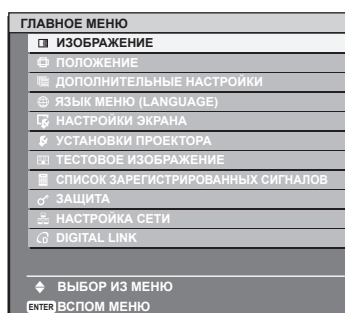 ГЛАВНОЕ МЕНЮ
ИЗОБРАЖЕНИЕ
ПОЛОЖЕНИЕ
ДОПОЛНИТЕЛЬНЫЕ НАСТРОЙКИ
ЯЗЫК МЕНЮ (LANGUAGE)
НАСТРОЙКИ ЭКРАНА
УСТАНОВКИ ПРОЕКТОРА
ТЕСТОВОЕ ИЗОБРАЖЕНИЕ
СПИСОК ЗАРЕГИСТРИРОВАННЫХ СИГНАЛОВ
ЗАЩИТА
НАСТРОЙКА СЕТИ
DIGITAL LINK
ВЫБОР ИЗ МЕНЮ
ENTER ВСПОМ МЕНЮ